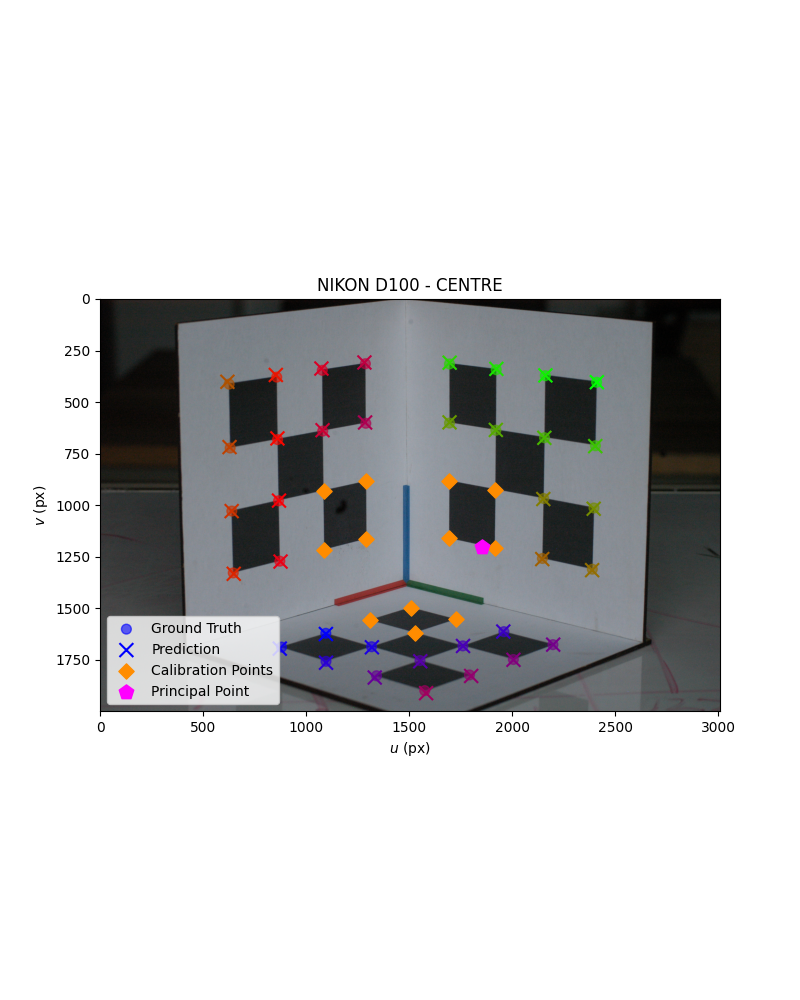 NIKON D100 - CENTRE
0
250
500
750
1000
1250
1500
1750
v (px)
Ground Truth
Prediction
Calibration Points
Principal Point
0 500 1000 1500 2000 2500 3000
u (px)